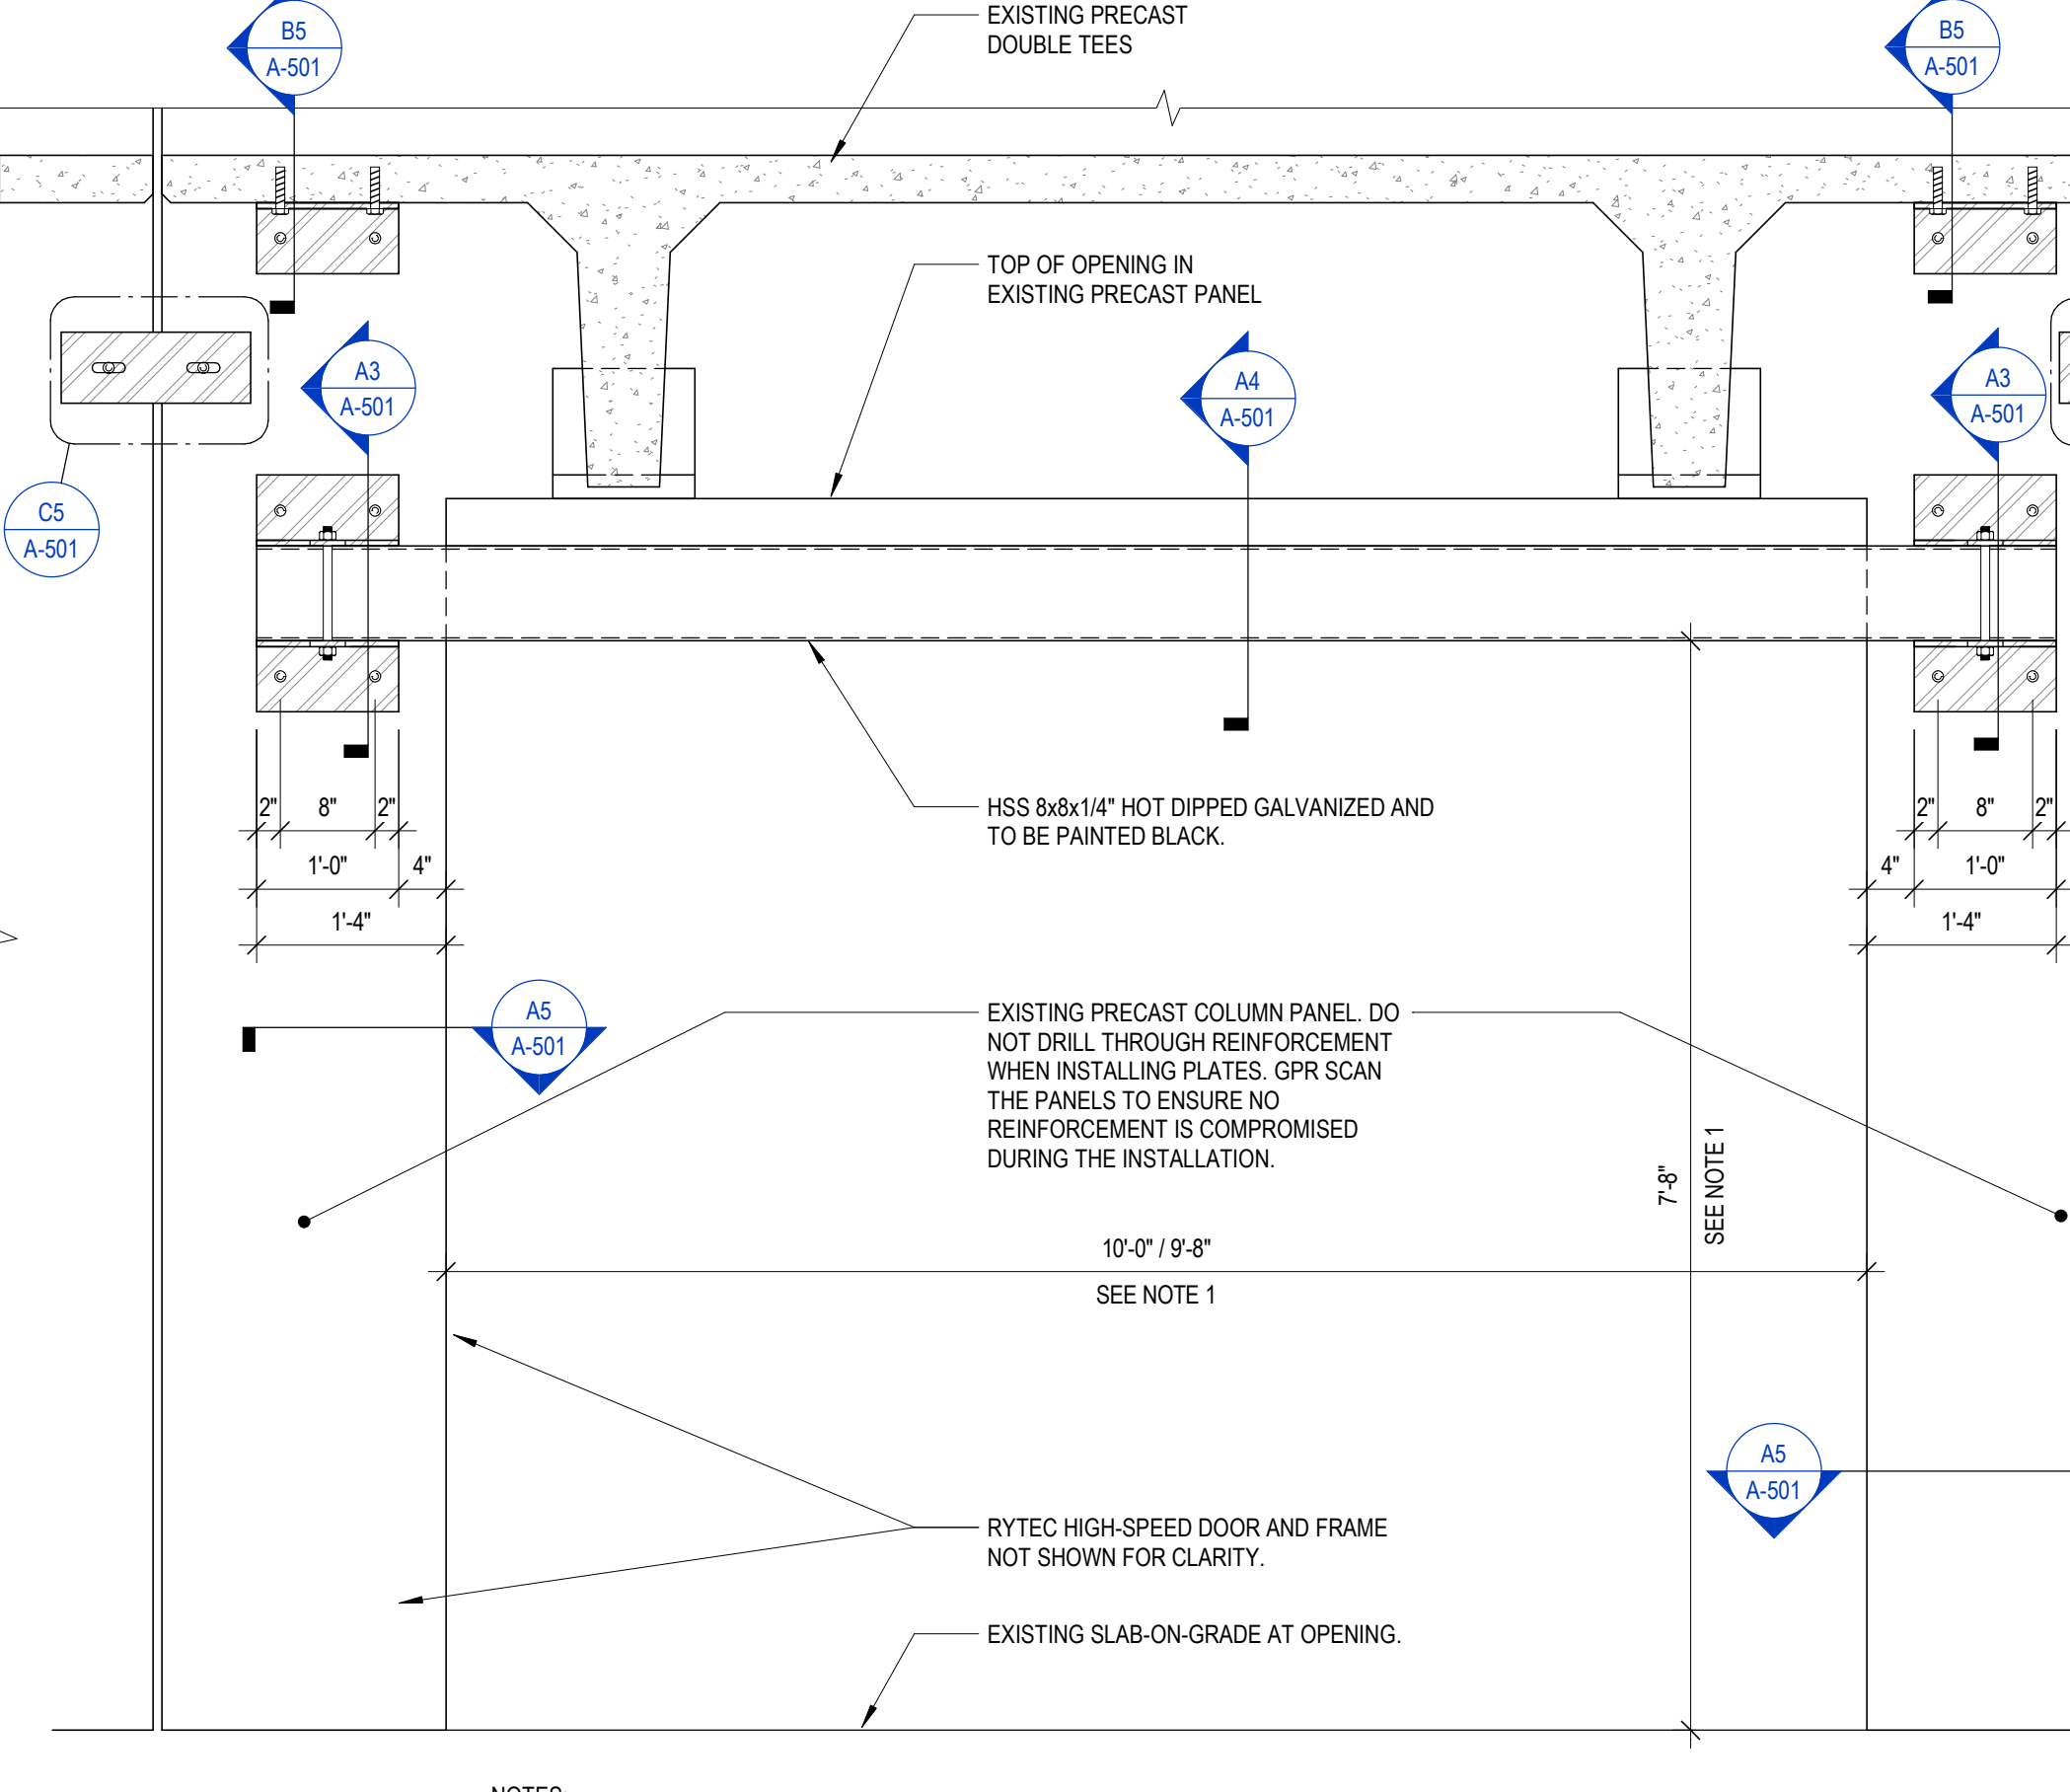 EXISTING PRECAST
DOUBLE TEES
B5
A-501
B5
A-501
TOP OF OPENING IN
EXISTING PRECAST PANEL
A3
A-501
A4
A-501
A3
A-501
C5
A-501
HSS 8x8x1/4" HOT DIPPED GALVANIZED AND
TO BE PAINTED BLACK.
2" 8" 2"
1'-0" 4"
1'-4"
2" 8" 2"
4" 1'-0"
1'-4"
A5
A-501
EXISTING PRECAST COLUMN PANEL. DO
NOT DRILL THROUGH REINFORCEMENT
WHEN INSTALLING PLATES. GPR SCAN
THE PANELS TO ENSURE NO
REINFORCEMENT IS COMPROMISED
DURING THE INSTALLATION.
7'-8"
SEE NOTE 1
10'-0" / 9'-8"
SEE NOTE 1
A5
A-501
RYTEC HIGH-SPEED DOOR AND FRAME
NOT SHOWN FOR CLARITY.
EXISTING SLAB-ON-GRADE AT OPENING.
NOTES: